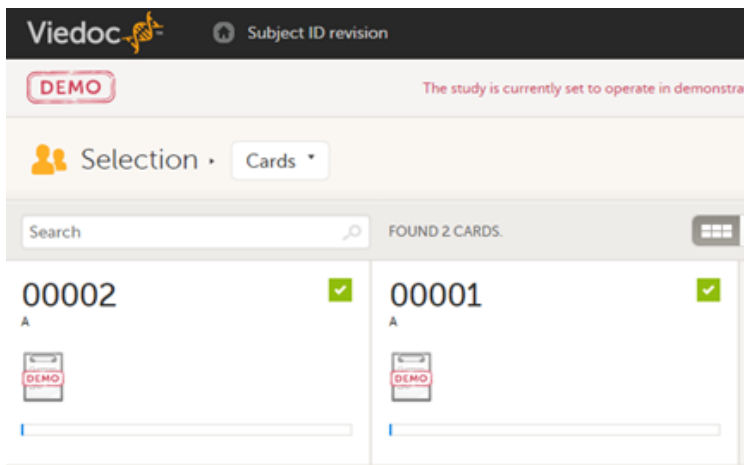 Viedoc
Subject ID revision
DEMO
The study is currently set to operate in demonstra
Selection
Cards
Search
FOUND 2 CARDS.
00002
A
DEMO
00001
A
DEMO